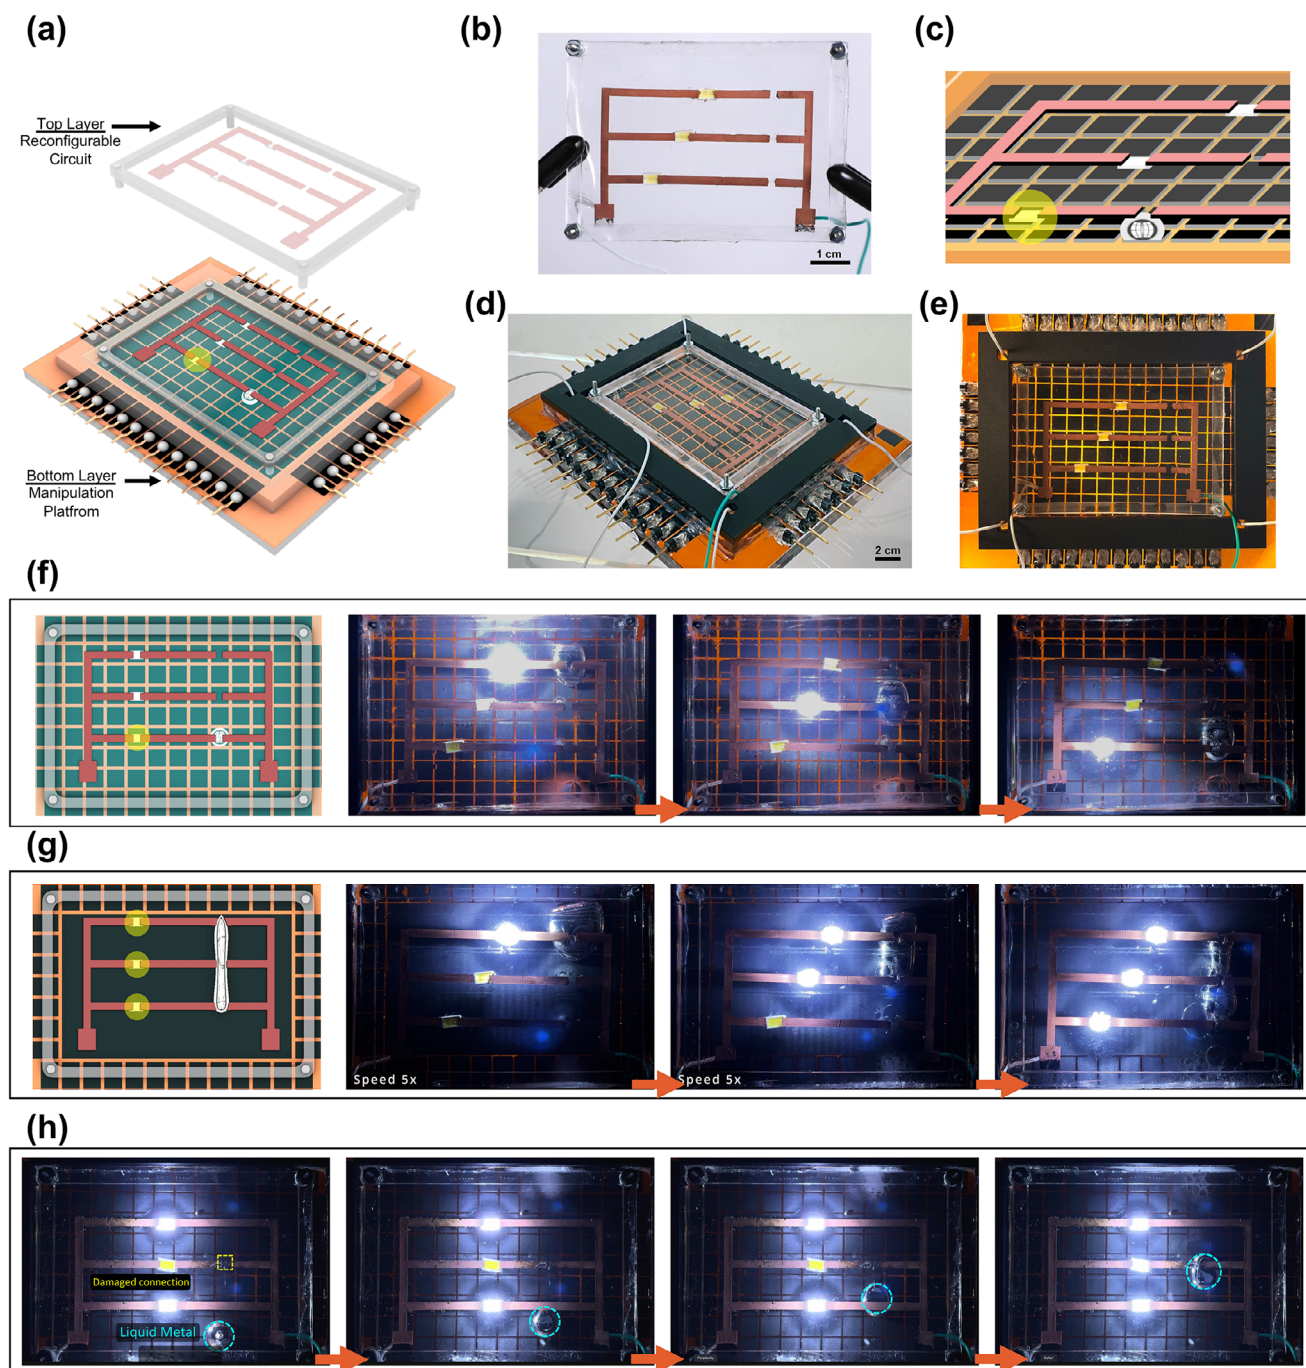 (a)
Top Layer
Reconfigurable
Circuit
Bottom Layer
Manipulation
Platfrom
(b)
1 cm
(c)
(d)
2 cm
(e)
(f)
(g)
Speed 5x
Speed 5x
(h)
Damaged connection
Liquid Metal